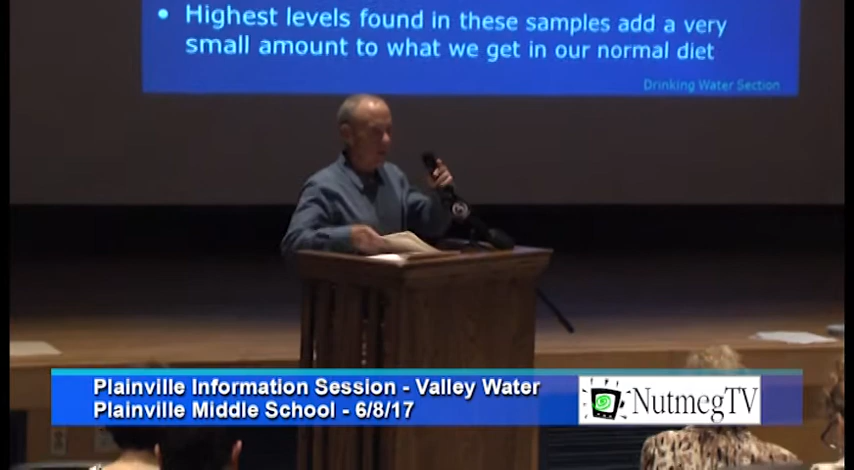 Highest levels found in these samples add a very
small amount to what we get in our normal diet
Drinking Water Section
Plainville Information Session - Valley Water
Plainville Middle School - 6/8/17
NutmegTV